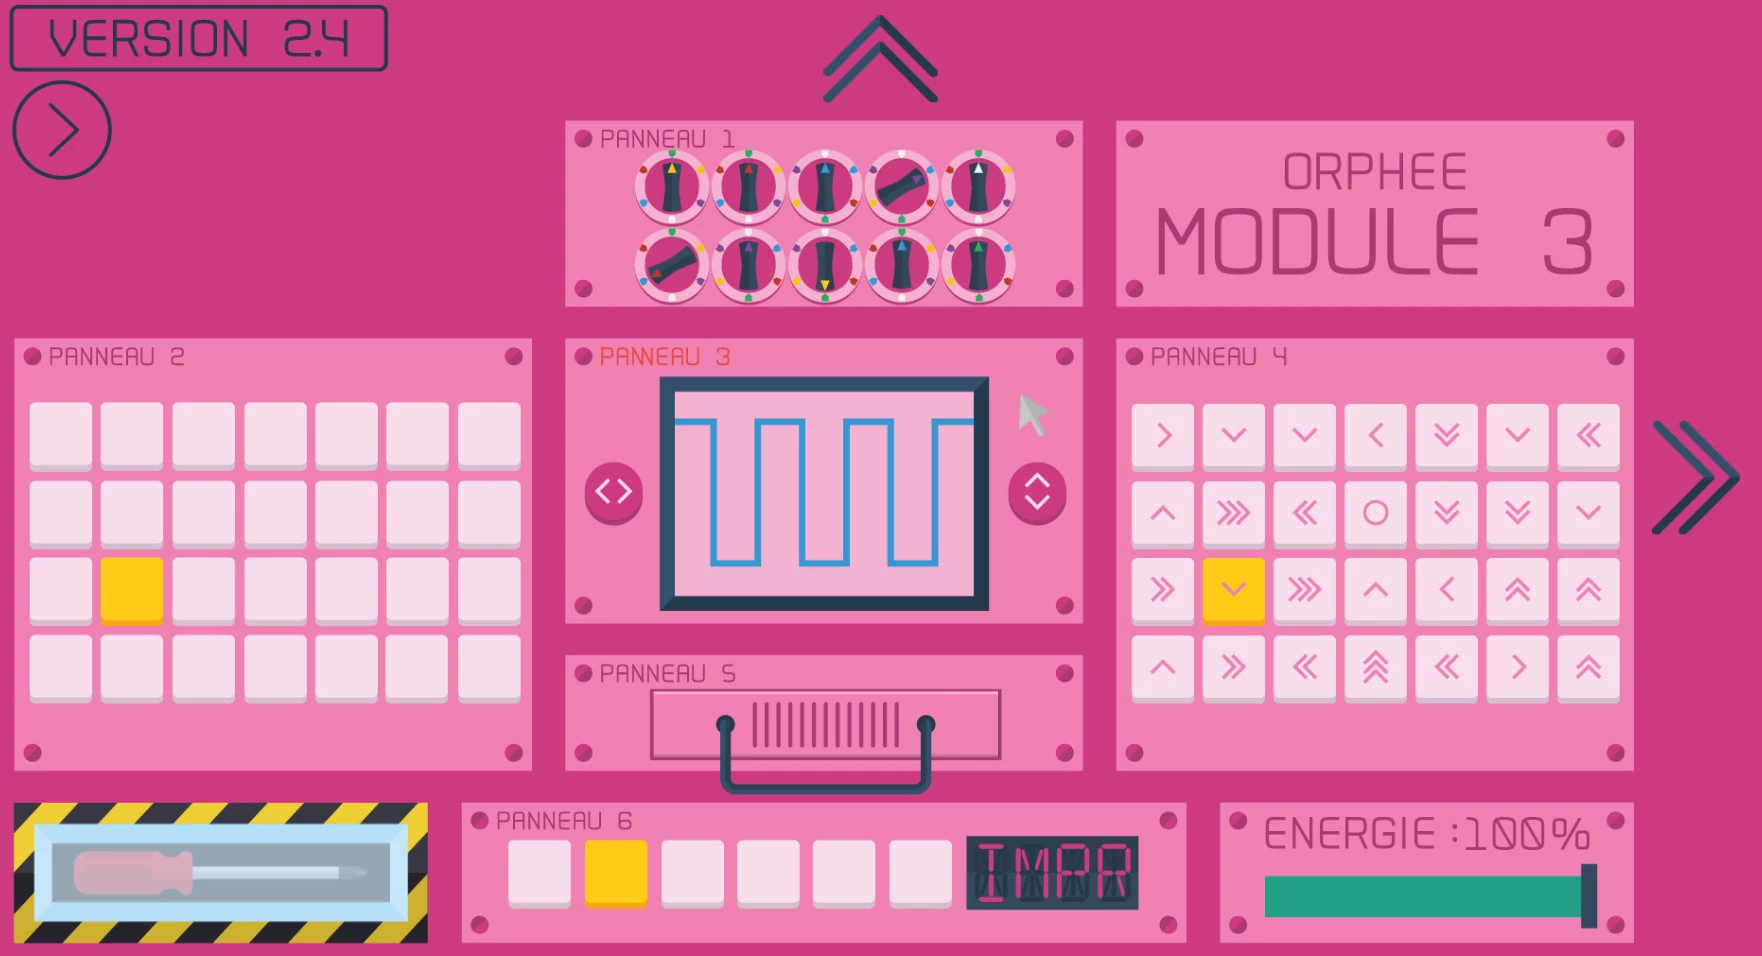 VERSION 2.4
PANNEAU 1
ORPHEE
MODULE 3
PANNEAU 2
PANNEAU 3
PANNEAU 4
PANNEAU 5
PANNEAU 6
IMPR
ENERGIE :100%